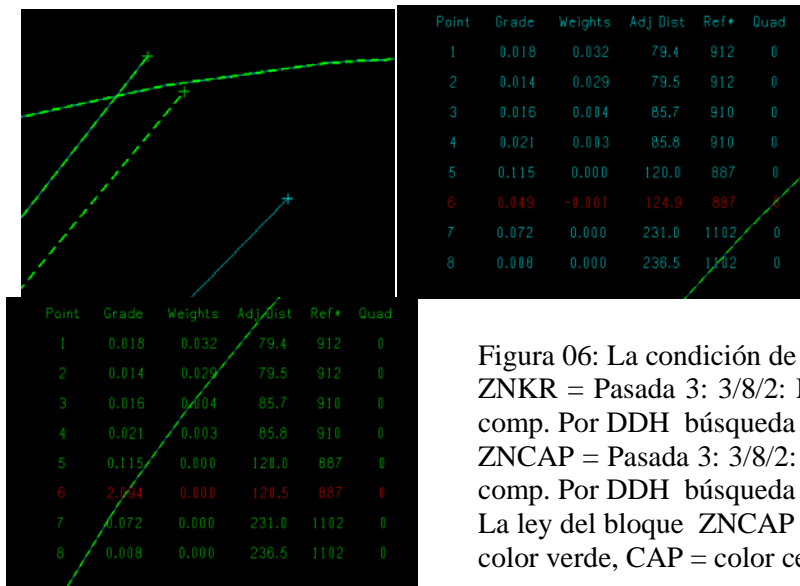 Point Grade Weights Adj Dist Ref* Quad
1 0.018 0.032 79.4 912 0
2 0.014 0.029 79.5 912 0
3 0.016 0.004 85.7 910 0
4 0.021 0.003 85.8 910 0
5 0.115 0.000 120.0 887 0
6 0.049 -0.001 124.9 887 0
7 0.072 0.000 231.0 1102 0
8 0.008 0.000 236.5 1102 0
Point Grade Weights Adj Dist Ref* Quad
1 0.018 0.032 79.4 912 0
2 0.014 0.029 79.5 912 0
3 0.016 0.004 85.7 910 0
4 0.021 0.003 85.8 910 0
5 0.115 0.000 120.0 887 0
6 0.000 120.5 887 0
7 0.072 0.000 231.0 1102 0
8 0.008 0.000 236.5 1102 0
Figura 06: La condición de
ZNKR = Pasada 3: 3/8/2:
comp. Por DDH búsqueda
ZNCAP = Pasada 3: 3/8/2:
comp. Por DDH búsqueda
La ley del bloque ZNCAP
color verde, CAP = color